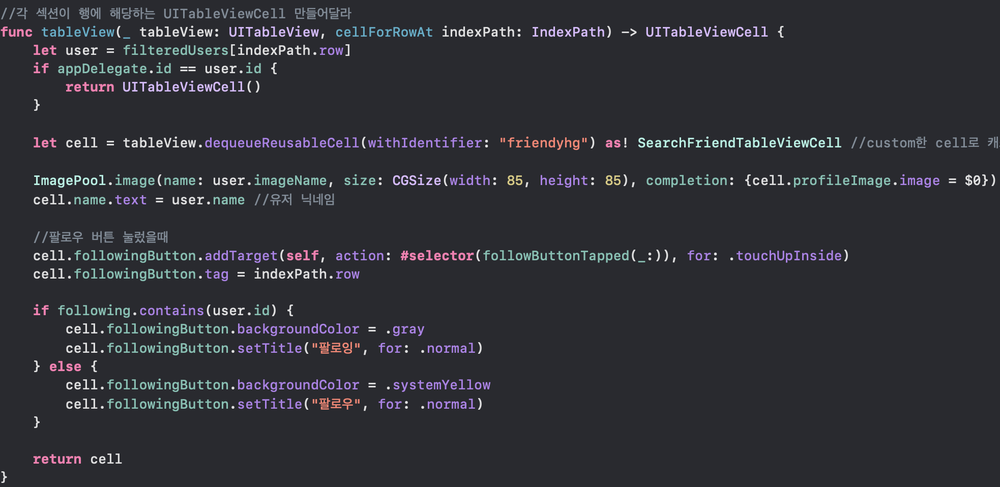 //각 섹션이 행에 해당하는 UITableViewCell 만들어달라
func tableView(_ tableView: UITableView, cellForRowAt indexPath: IndexPath) -> UITableViewCell {
    let user = filteredUsers[indexPath.row]
    if appDelegate.id == user.id {
        return UITableViewCell()
    }
    let cell = tableView.dequeueReusableCell(withIdentifier: "friendyhg") as! SearchFriendTableViewCell //custom한 cell로
    ImagePool.image(name: user.imageName, size: CGSize(width: 85, height: 85), completion: {cell.profileImage.image = $0})
    cell.name.text = user.name //유저 닉네임
    //팔로우 버튼 눌렀을때
    cell.followingButton.addTarget(self, action: #selector(followButtonTapped(_:)), for: .touchUpInside)
    cell.followingButton.tag = indexPath.row
    if following.contains(user.id) {
        cell.followingButton.backgroundColor = .gray
        cell.followingButton.setTitle("팔로잉", for: .normal)
    } else {
        cell.followingButton.backgroundColor = .systemYellow
        cell.followingButton.setTitle("팔로우", for: .normal)
    }
    return cell
}